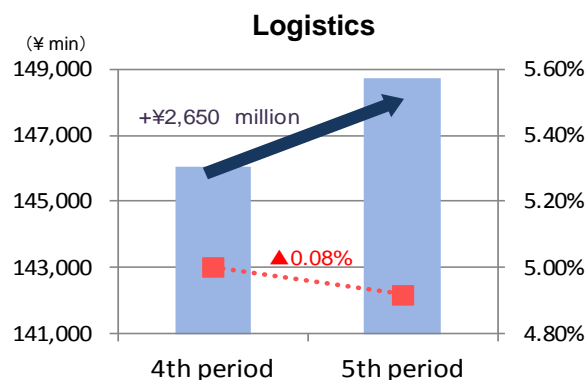 Logistics
（¥ min）
149,000 5.60%
+¥2,650 million
147,000 5.40%
145,000 5.20%
▲0.08%
143,000 5.00%
141,000 4.80%
4th period 5th period